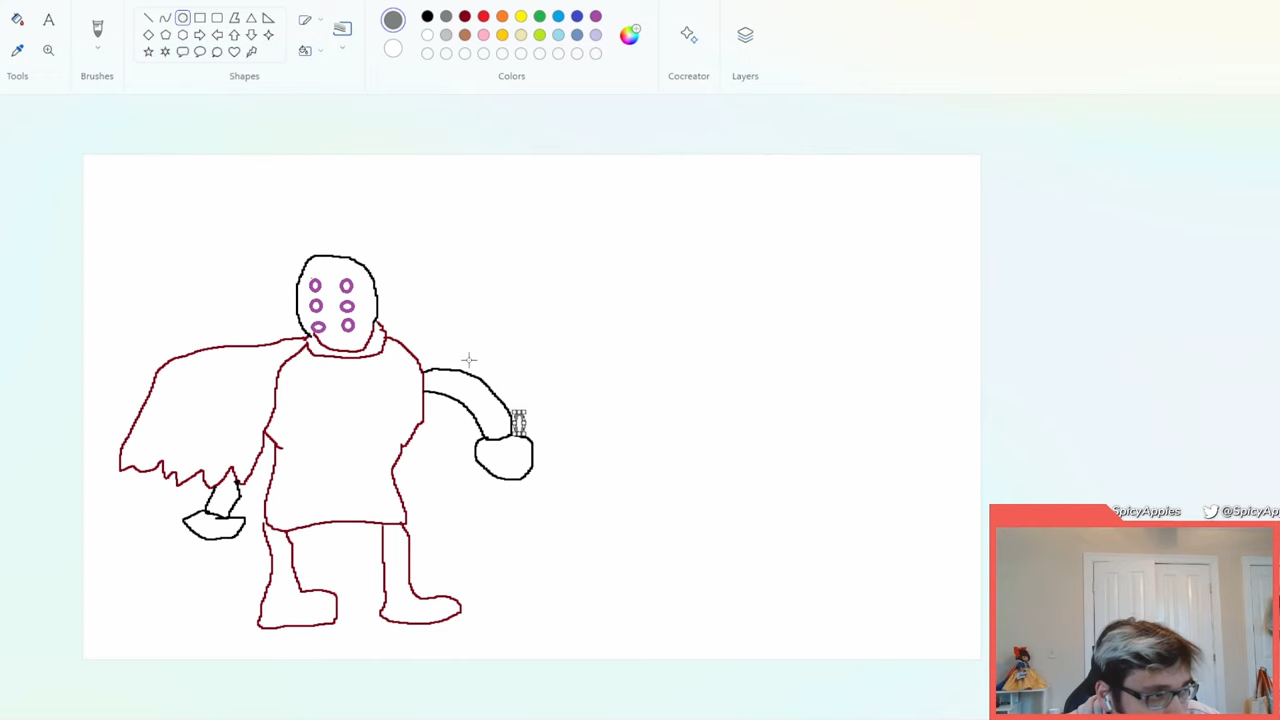 Tools
Brushes
Shapes
Colors
Cocreator
Layers
SpicyApples
@SpicyAp